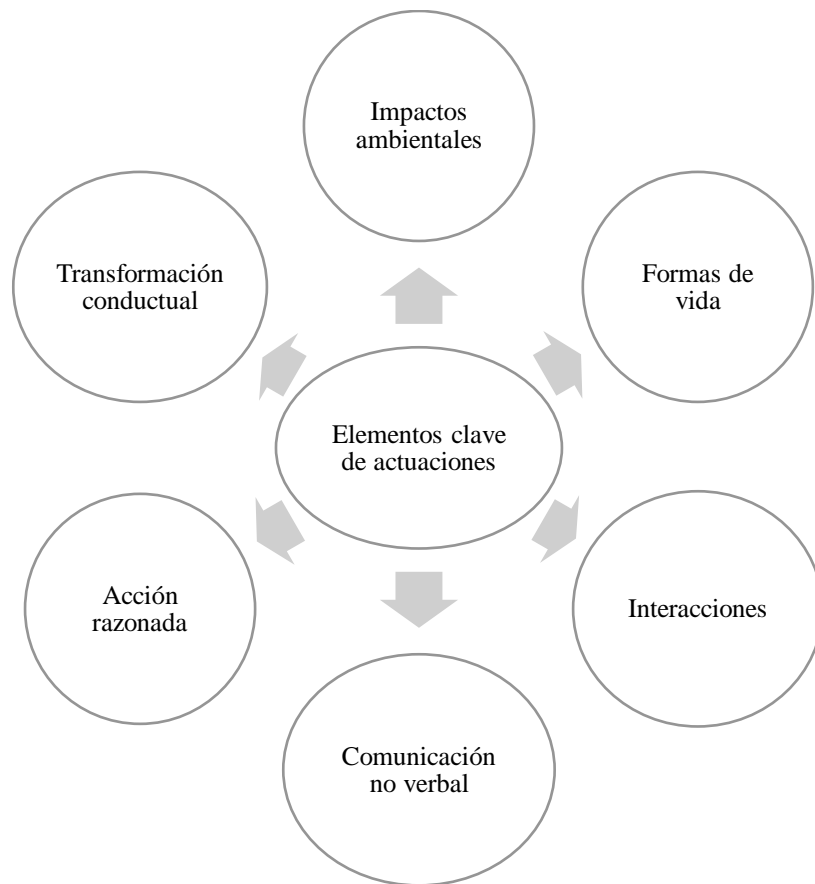 Impactos
ambientales
Transformación
conductual
Formas de
vida
Elementos clave
de actuaciones
Acción
razonada
Interacciones
Comunicación
no verbal